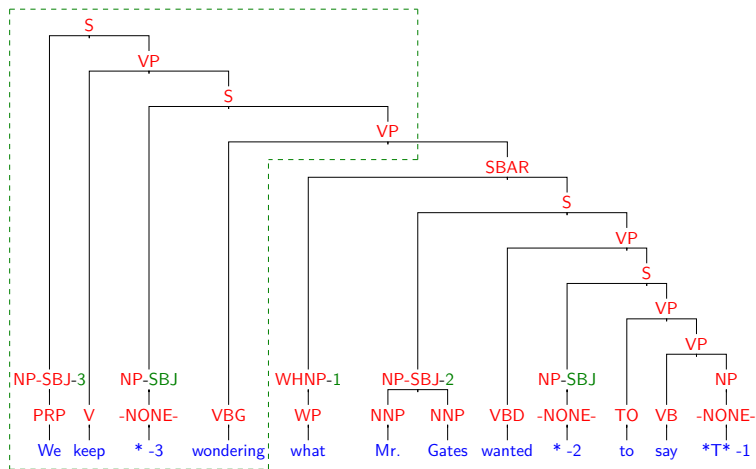 S
VP
S
VP
SBAR
S
VP
S
VP
VP
NP-SBJ-3 NP-SBJ WHNP-1 NP-SBJ-2 NP-SBJ NP
PRP V -NONE- VBG WP NNP NNP VBD -NONE- TO VB -NONE-
We keep * -3 wondering what Mr. Gates wanted * -2 to say *T* -1